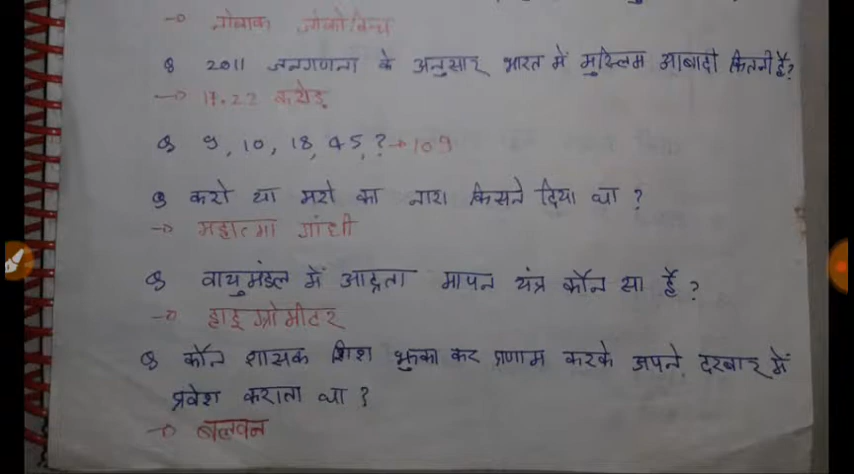 → नोवाक जोकोविच
Q 2011 जनगणना के अनुसार भारत में मुस्लिम आबादी कितनी है?
→ 17.22 करोड़
Q 9, 10, 18, 45, ? → 109
Q करो या मरो का नारा किसने दिया था ?
→ महात्मा गांधी
Q वायुमंडल में आद्रता मापन यंत्र कौन सा है ?
→ हाइग्रोमीटर
Q कौन शासक शिश झुका कर प्रणाम करके अपने दरबार में
प्रवेश कराता था ?
→ बलवन